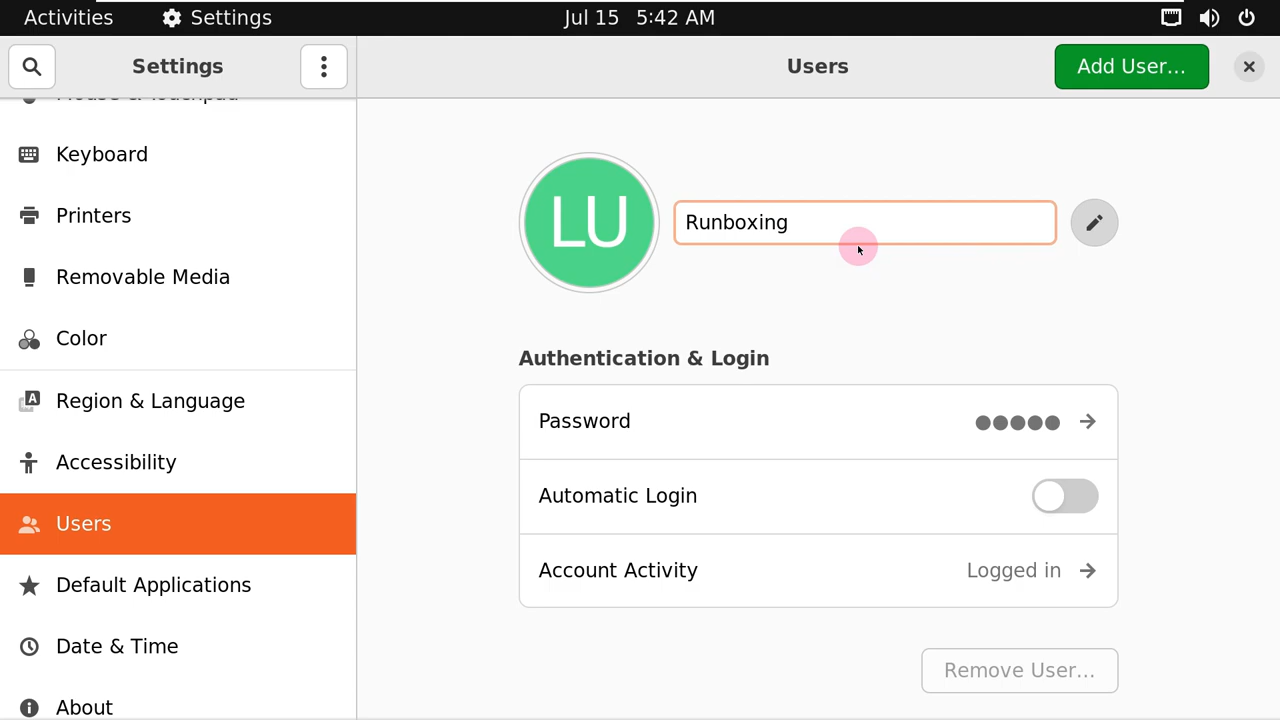 Activities Settings Jul 15 5:42 AM
Settings Users Add User...
Keyboard
Printers
Removable Media
Color
Region & Language
Accessibility
Users
Default Applications
Date & Time
About
LU Runboxing
Authentication & Login
Password
Automatic Login
Account Activity Logged in
Remove User...